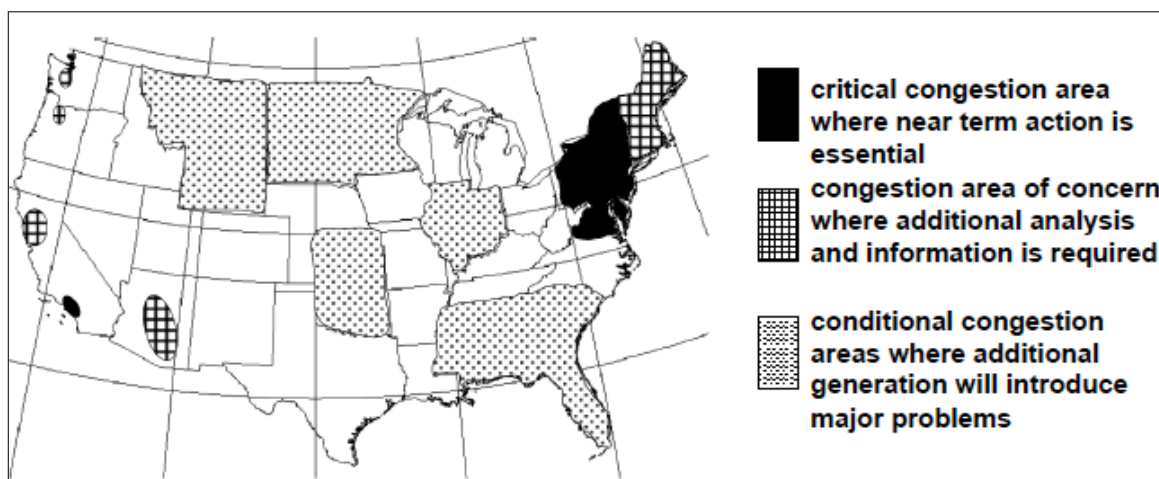 critical congestion area
where near term action is
essential
congestion area of concern
where additional analysis
and information is required
conditional congestion
areas where additional
generation will introduce
major problems